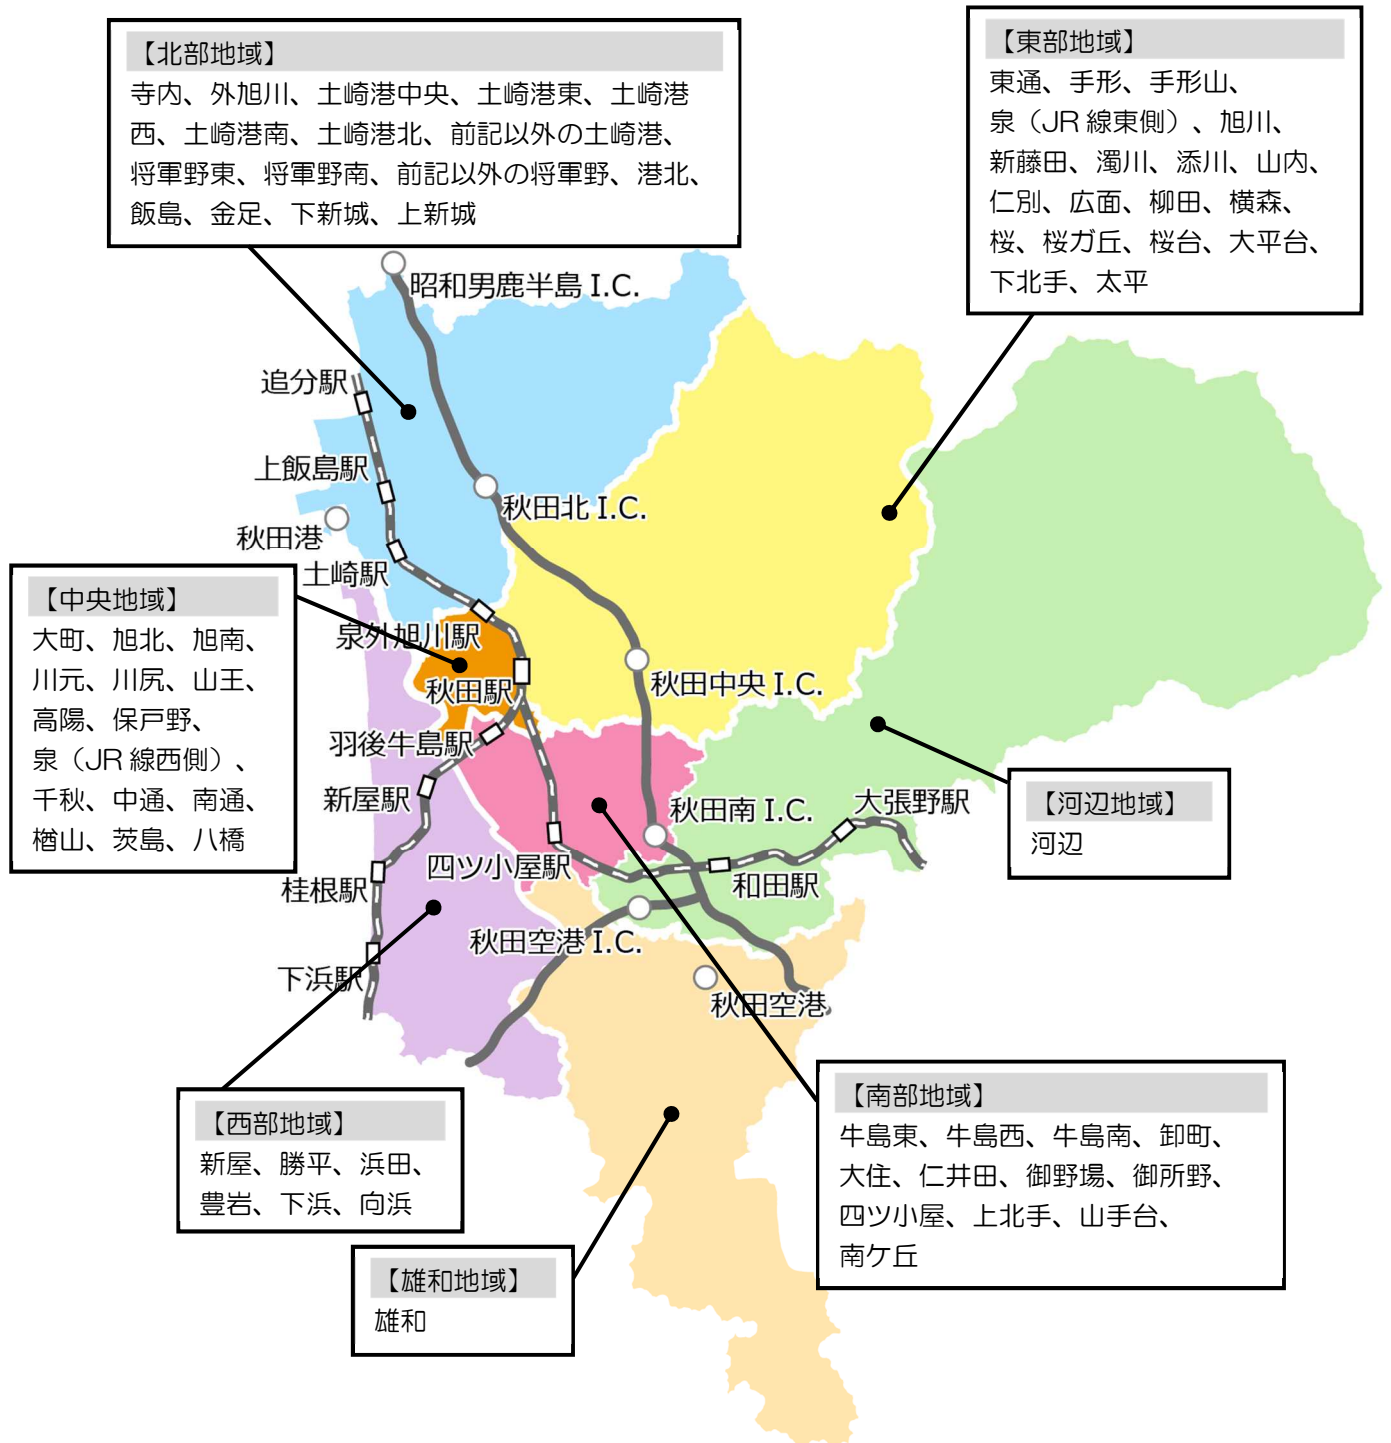 【北部地域】
寺内、外旭川、土崎港中央、土崎港東、土崎港
西、土崎港南、土崎港北、前記以外の土崎港、
将軍野東、将軍野南、前記以外の将軍野、港北、
飯島、金足、下新城、上新城
【東部地域】
東通、手形、手形山、
泉（JR 線東側）、旭川、
新藤田、濁川、添川、山内、
仁別、広面、柳田、横森、
桜、桜ガ丘、桜台、大平台、
下北手、太平
昭和男鹿半島 I.C.
追分駅
上飯島駅
秋田北 I.C.
秋田港
土崎駅
【中央地域】
大町、旭北、旭南、
川元、川尻、山王、
高陽、保戸野、
泉（JR 線西側）、
千秋、中通、南通、
楢山、茨島、八橋
泉外旭川駅
秋田駅
秋田中央 I.C.
羽後牛島駅
新屋駅
秋田南 I.C.
大張野駅
【河辺地域】
河辺
四ツ小屋駅
和田駅
桂根駅
秋田空港 I.C.
下浜駅
秋田空港
【西部地域】
新屋、勝平、浜田、
豊岩、下浜、向浜
【南部地域】
牛島東、牛島西、牛島南、卸町、
大住、仁井田、御野場、御所野、
四ツ小屋、上北手、山手台、
南ケ丘
【雄和地域】
雄和